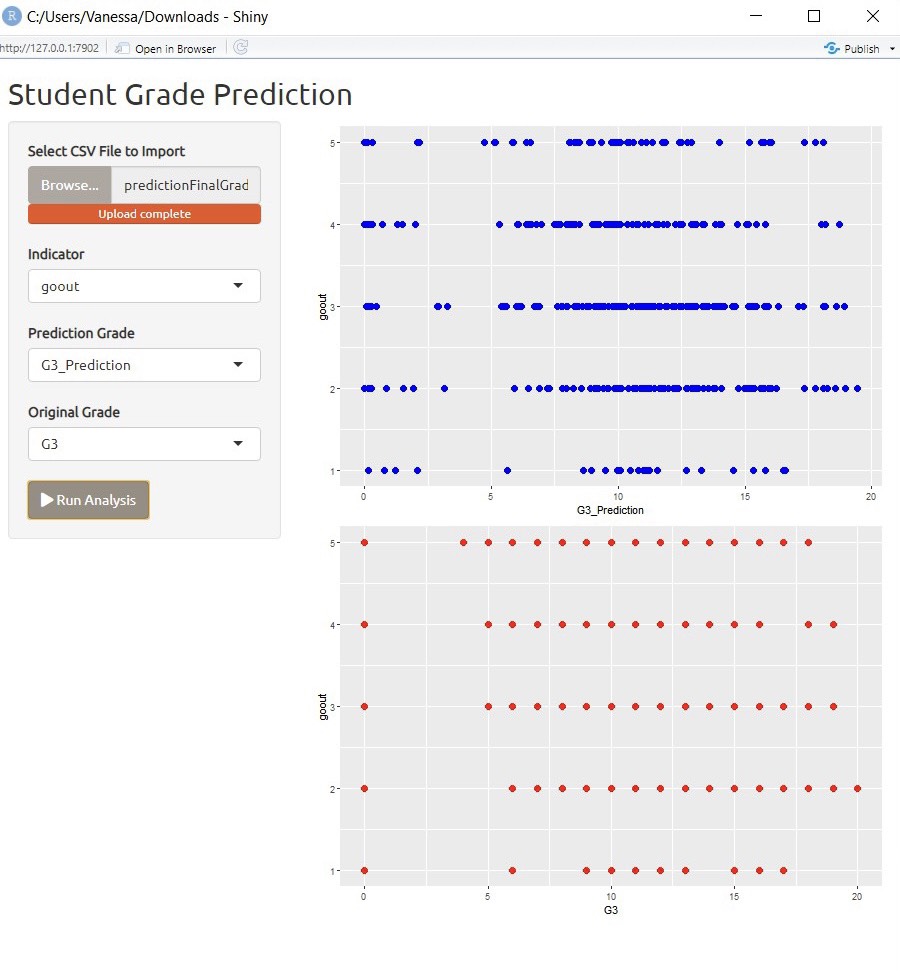 R C:/Users/Vanessa/Downloads - Shiny
http://127.0.0.1:7902 Open in Browser Publish
Student Grade Prediction
Select CSV File to Import
Browse... predictionFinalGrad
Upload complete
Indicator
goout
Prediction Grade
G3_Prediction
Original Grade
G3
Run Analysis
5
4
goout
3
2
1
0 5 10 15 20
G3_Prediction
5
4
goout
3
2
1
0 5 10 15 20
G3